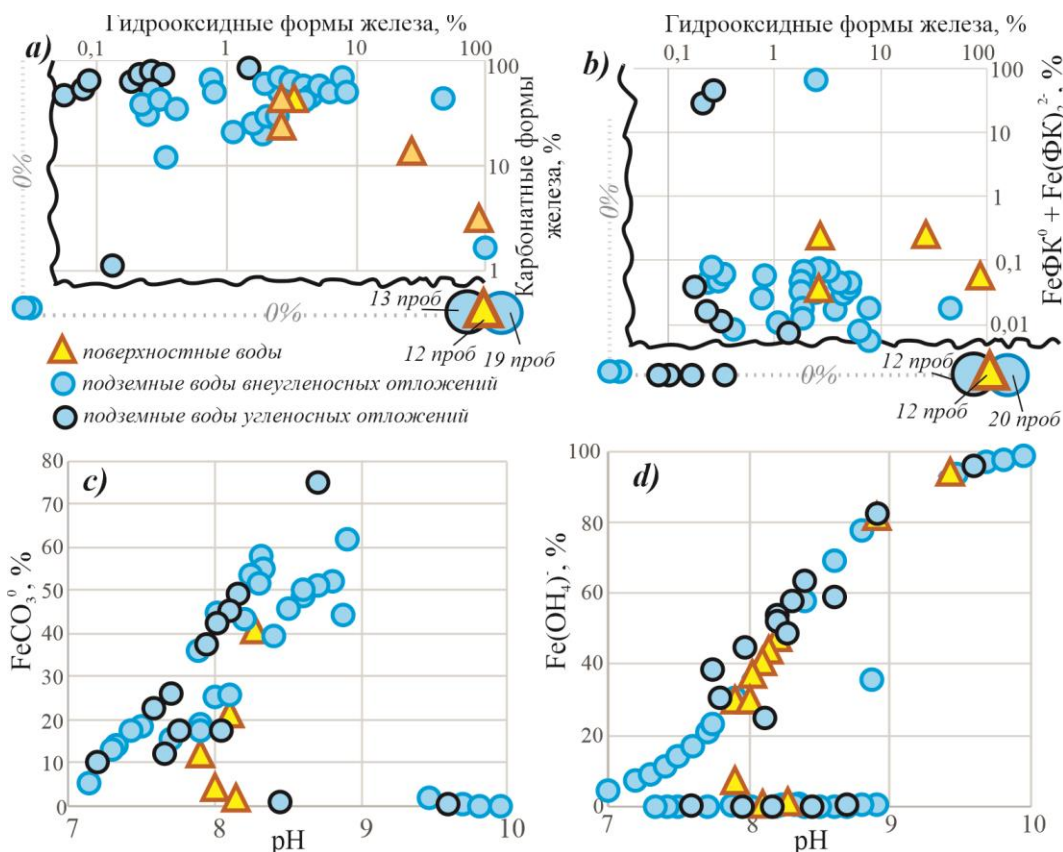 Гидрооксидные формы железа, %
a)
0,1 1 10 100
100
10
1
Карбонатные формы
железа, %
0%
0%
13 проб
12 проб
19 проб
поверхностные воды
подземные воды внеугленосных отложений
подземные воды угленосных отложений
Гидрооксидные формы железа, %
b)
0,1 1 10 100
100
10
1
0,1
0,01
FeФК⁰ + Fe(ФК)₂²⁻, %
0%
0%
12 проб
12 проб
20 проб
c)
80
70
60
50
40
30
20
10
0
FeCO₃⁰, %
7 8 9 10
pH
d)
100
80
60
40
20
0
Fe(OH₄)⁻, %
7 8 9 10
pH